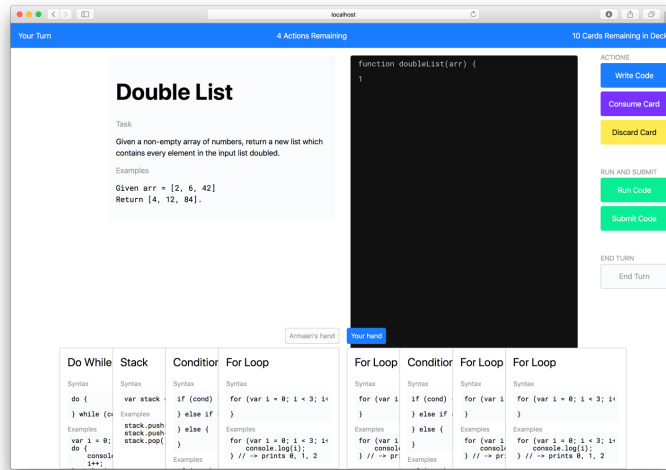 localhost
Your Turn
4 Actions Remaining
10 Cards Remaining in Deck
Double List
Task
Given a non-empty array of numbers, return a new list which
contains every element in the input list doubled.
Examples
Given arr = [2, 6, 42]
Return [4, 12, 84].
function doubleList(arr) {
1
ACTIONS
Write Code
Consume Card
Discard Card
RUN AND SUBMIT
Run Code
Submit Code
END TURN
End Turn
Armaan's hand
Your hand
Do While
Syntax
do {
} while (co
Examples
var i = 0;
do {
console
i++;
Stack
Syntax
var stack
Examples
stack.push
stack.push
stack.pop(
Condition
Syntax
if (cond)
} else if
} else {
}
Examples
For Loop
Syntax
for (var i = 0; i < 3; i+
}
Examples
for (var i = 0; i < 3; i+
console.log(i);
} // -> prints 0, 1, 2
For Loop
Syntax
for (var i
}
Examples
for (var i
consol
} // -> pr
Condition
Syntax
if (cond)
} else if
} else {
}
Examples
For Loop
Syntax
for (var i
}
Examples
for (var i
consol
} // -> pr
For Loop
Syntax
for (var i = 0; i < 3; i+
}
Examples
for (var i = 0; i < 3; i+
console.log(i);
} // -> prints 0, 1, 2